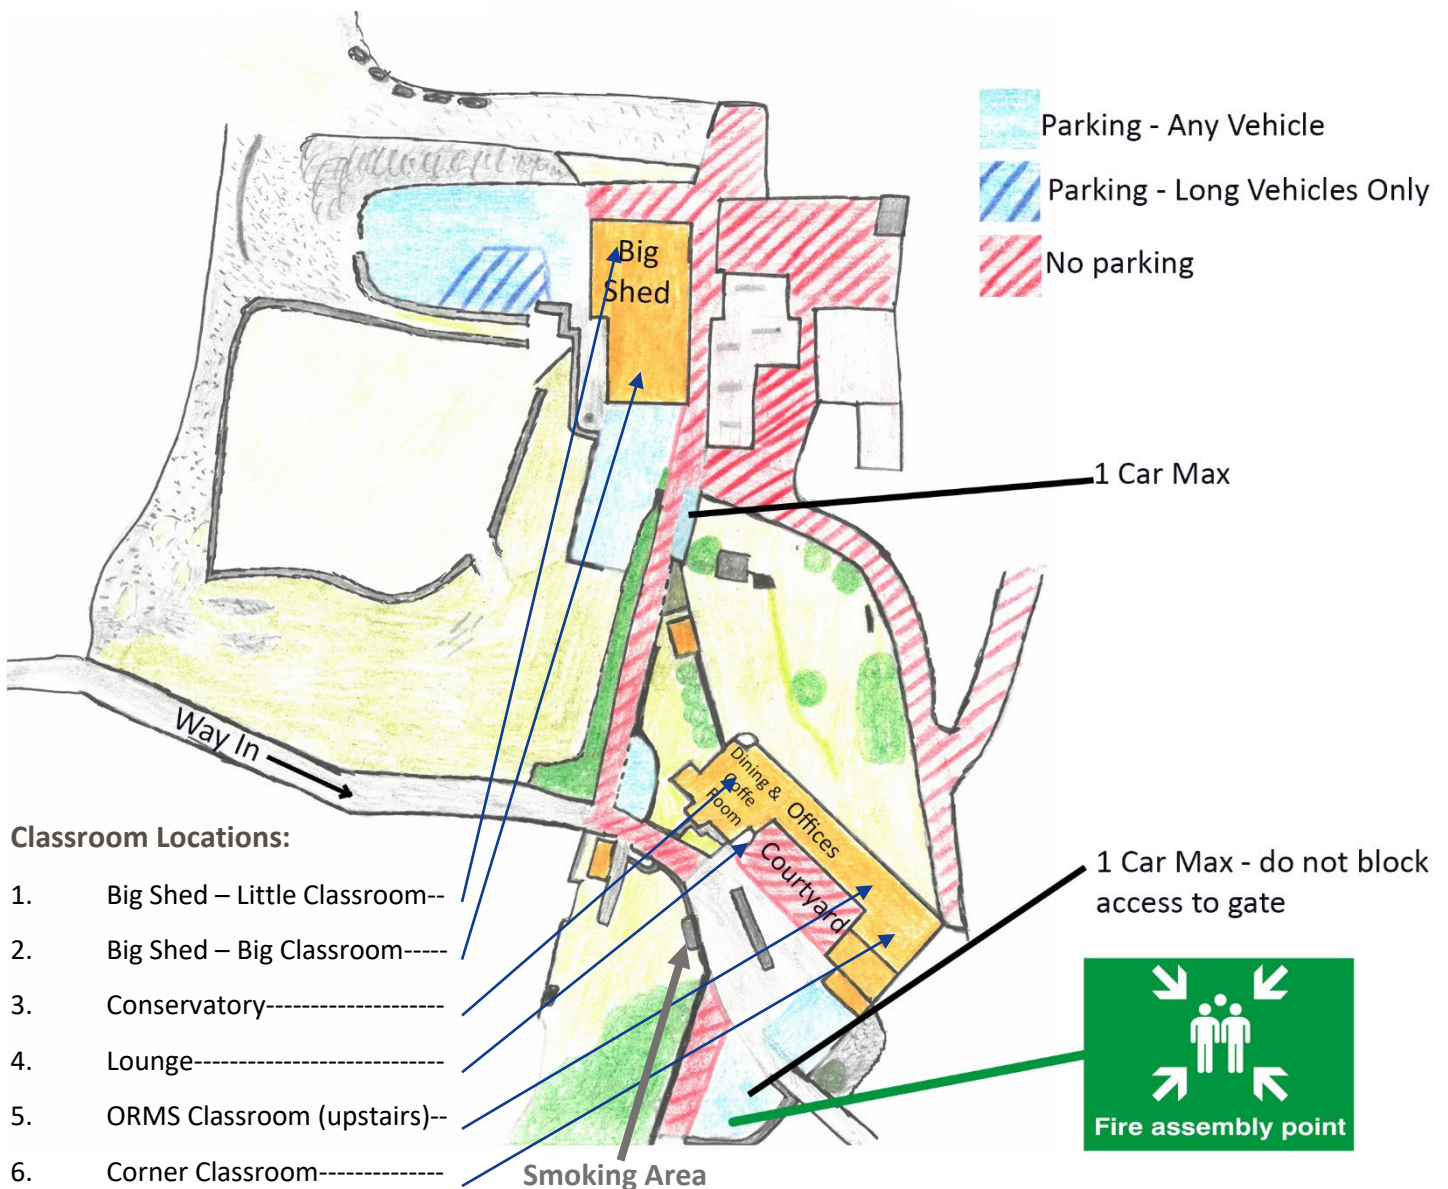 Parking - Any Vehicle
Parking - Long Vehicles Only
No parking
Big
Shed
1 Car Max
Way In
Dining &
Coffe
Room
Offices
Courtyard
1 Car Max - do not block
access to gate
Fire assembly point
Classroom Locations:
1. Big Shed – Little Classroom--
2. Big Shed – Big Classroom-----
3. Conservatory--------------------
4. Lounge----------------------------
5. ORMS Classroom (upstairs)--
6. Corner Classroom--------------
Smoking Area